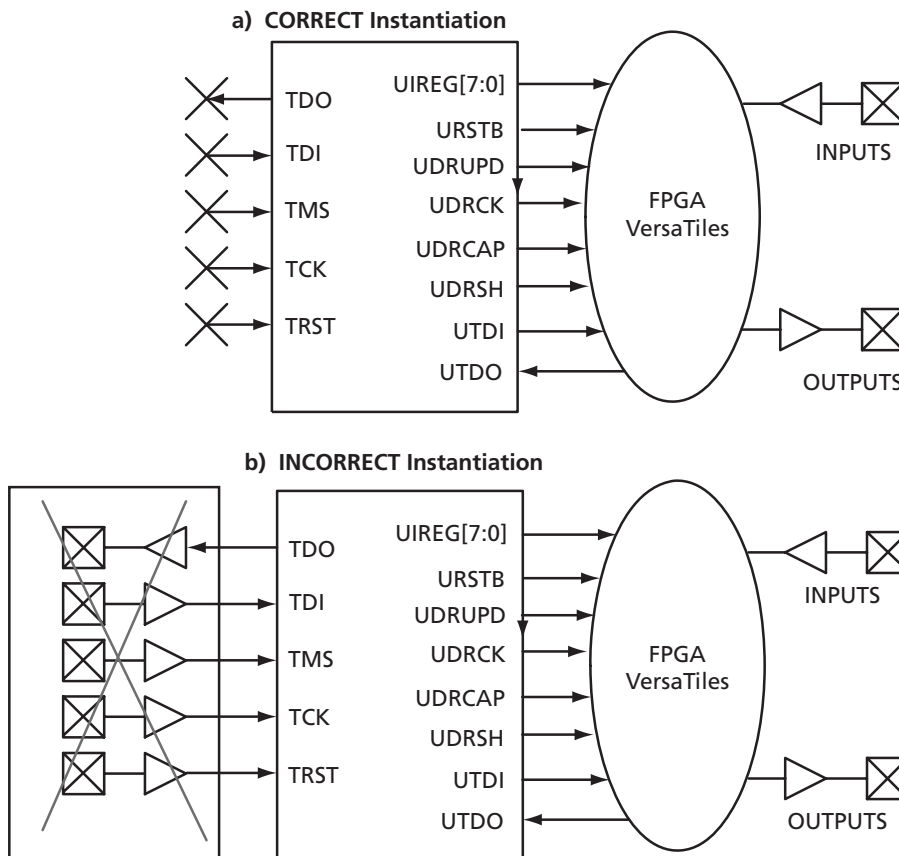 a) CORRECT Instantiation
TDO
TDI
TMS
TCK
TRST
UIREG[7:0]
URSTB
UDRUPD
UDRCK
UDRCAP
UDRSH
UTDI
UTDO
FPGA
VersaTiles
INPUTS
OUTPUTS
b) INCORRECT Instantiation
TDO
TDI
TMS
TCK
TRST
UIREG[7:0]
URSTB
UDRUPD
UDRCK
UDRCAP
UDRSH
UTDI
UTDO
FPGA
VersaTiles
INPUTS
OUTPUTS